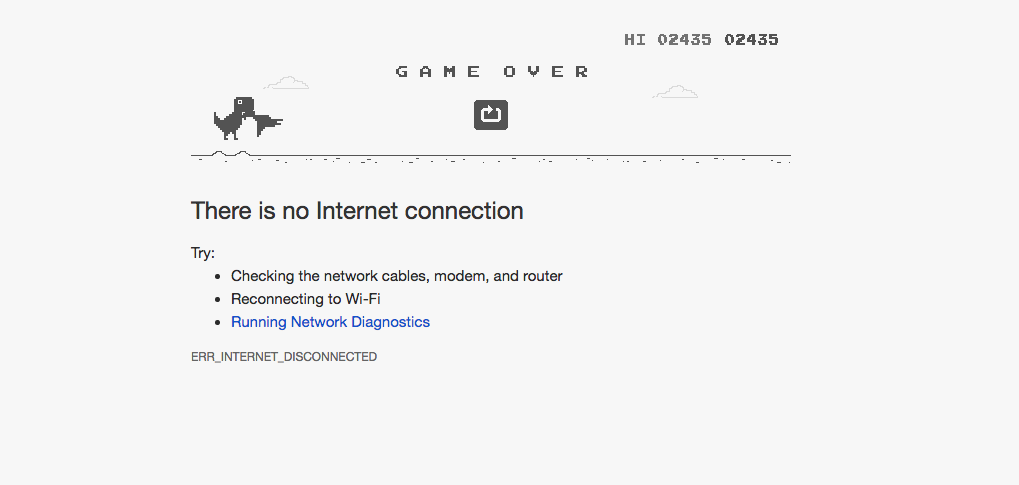 HI 02435 02435
GAME OVER
There is no Internet connection
Try:
Checking the network cables, modem, and router
Reconnecting to Wi-Fi
Running Network Diagnostics
ERR_INTERNET_DISCONNECTED